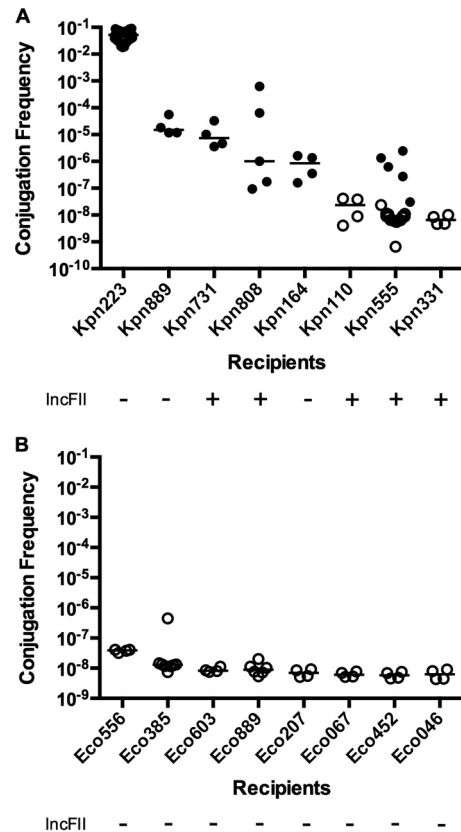 A
Conjugation Frequency
10-1
10-2
10-3
10-4
10-5
10-6
10-7
10-8
10-9
10-10
Kpn223 Kpn889 Kpn731 Kpn808 Kpn164 Kpn110 Kpn555 Kpn331
Recipients
IncFII - - + + - + + +
B
Conjugation Frequency
10-1
10-2
10-3
10-4
10-5
10-6
10-7
10-8
10-9
Eco556 Eco385 Eco603 Eco889 Eco207 Eco067 Eco452 Eco046
Recipients
IncFII - - - - - - - -